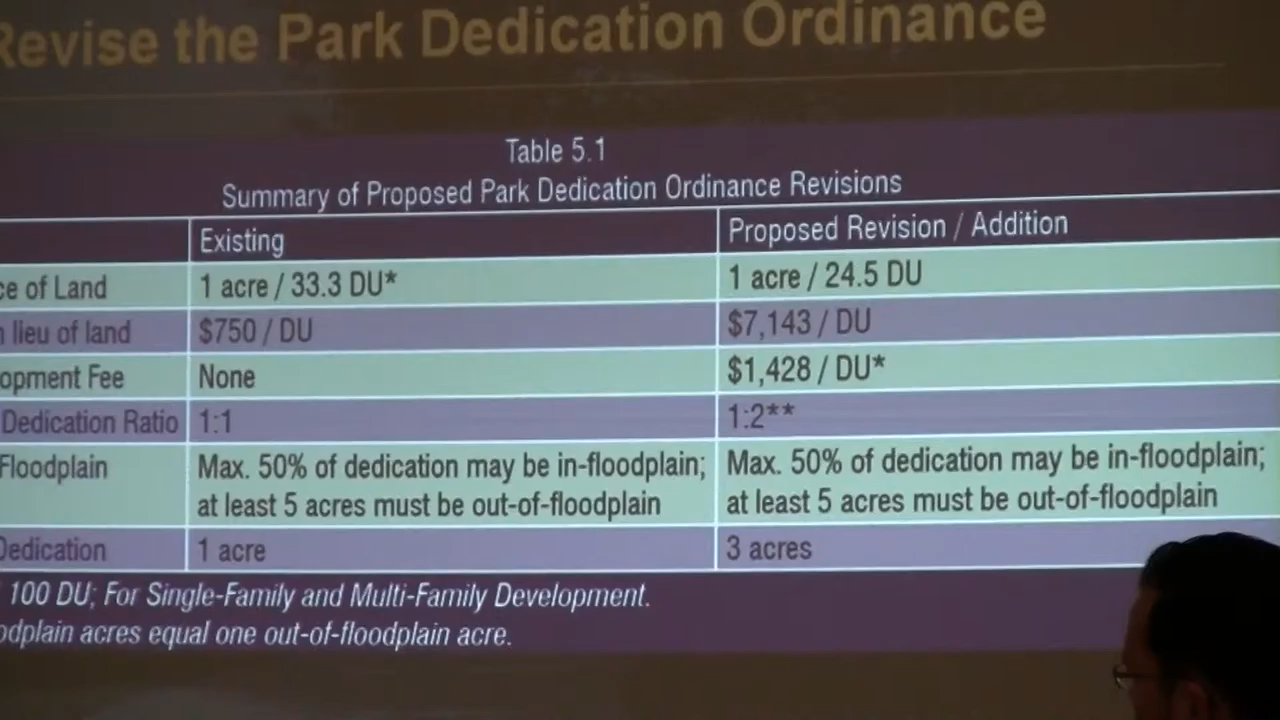 Revise the Park Dedication Ordinance
Table 5.1
Summary of Proposed Park Dedication Ordinance Revisions
Existing Proposed Revision / Addition
of Land 1 acre / 33.3 DU* 1 acre / 24.5 DU
lieu of land $750 / DU $7,143 / DU
Fee None $1,428 / DU*
Dedication Ratio 1:1 1:2**
Floodplain Max. 50% of dedication may be in-floodplain; Max. 50% of dedication may be in-floodplain;
at least 5 acres must be out-of-floodplain at least 5 acres must be out-of-floodplain
Dedication 1 acre 3 acres
100 DU; For Single-Family and Multi-Family Development.
acres equal one out-of-floodplain acre.